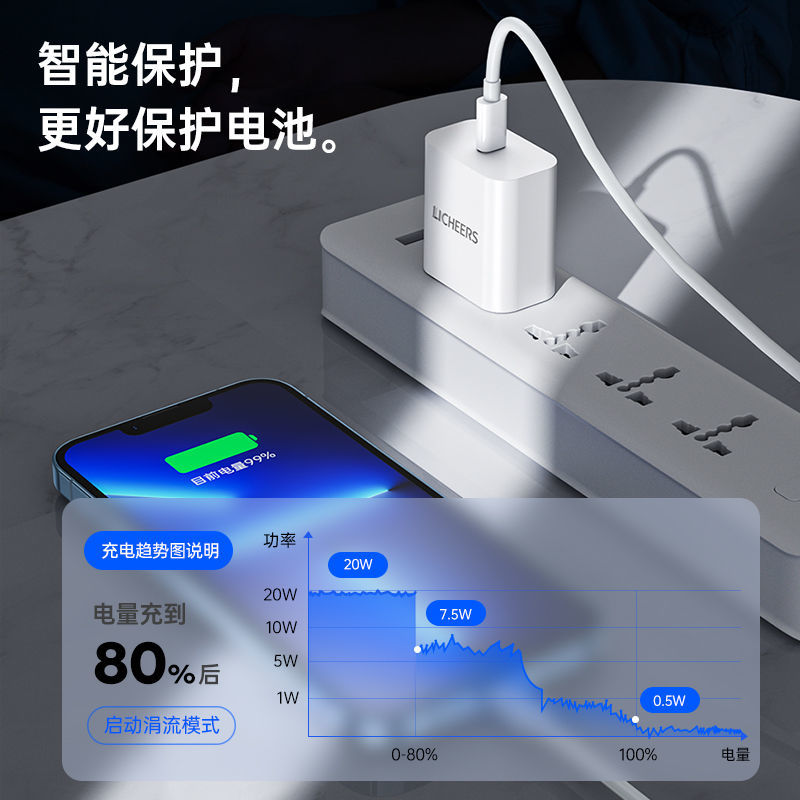 智能保护，
更好保护电池。
LICHEERS
目前电量99%
充电趋势图说明
电量充到
80%后
启动涓流模式
功率
20W
20W
10W
7.5W
5W
1W
0.5W
0-80%
100%
电量